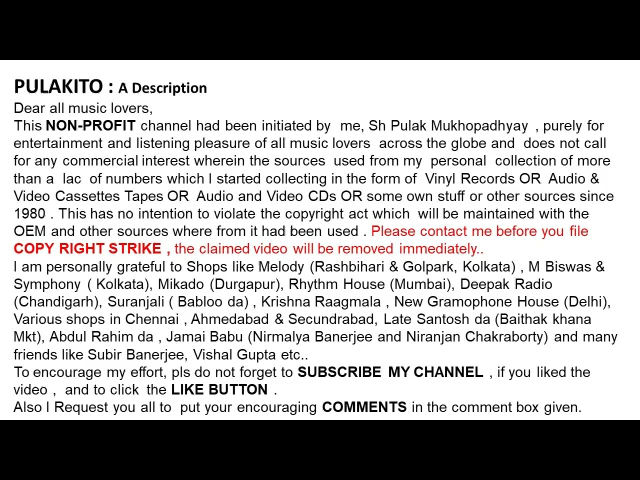 PULAKITO : A Description
Dear all music lovers,
This NON-PROFIT channel had been initiated by me, Sh Pulak Mukhopadhyay , purely for
entertainment and listening pleasure of all music lovers across the globe and does not call
for any commercial interest wherein the sources used from my personal collection of more
than a lac of numbers which I started collecting in the form of Vinyl Records OR Audio &
Video Cassettes Tapes OR Audio and Video CDs OR some own stuff or other sources since
1980 . This has no intention to violate the copyright act which will be maintained with the
OEM and other sources where from it had been used . Please contact me before you file
COPY RIGHT STRIKE , the claimed video will be removed immediately..
I am personally grateful to Shops like Melody (Rashbihari & Golpark, Kolkata) , M Biswas &
Symphony ( Kolkata), Mikado (Durgapur), Rhythm House (Mumbai), Deepak Radio
(Chandigarh), Suranjali ( Babloo da) , Krishna Raagmala , New Gramophone House (Delhi),
Various shops in Chennai , Ahmedabad & Secundrabad, Late Santosh da (Baithak khana
Mkt), Abdul Rahim da , Jamai Babu (Nirmalya Banerjee and Niranjan Chakraborty) and many
friends like Subir Banerjee, Vishal Gupta etc..
To encourage my effort, pls do not forget to SUBSCRIBE MY CHANNEL , if you liked the
video , and to click the LIKE BUTTON .
Also I Request you all to put your encouraging COMMENTS in the comment box given.